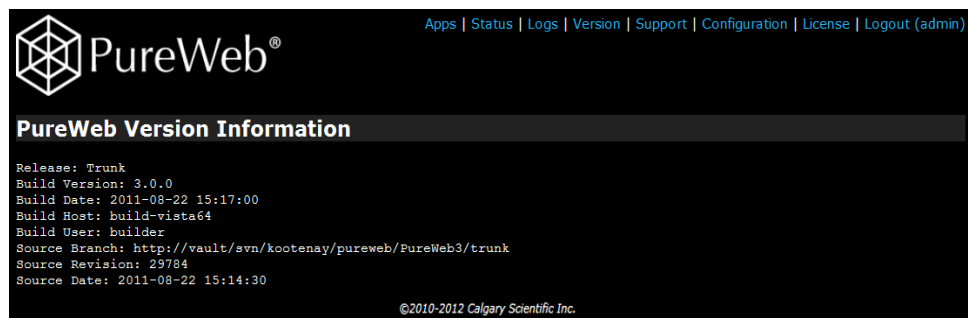 PureWeb®
Apps | Status | Logs | Version | Support | Configuration | License | Logout (admin)
PureWeb Version Information
Release: Trunk
Build Version: 3.0.0
Build Date: 2011-08-22 15:17:00
Build Host: build-vista64
Build User: builder
Source Branch: http://vault/svn/kootenay/pureweb/PureWeb3/trunk
Source Revision: 29784
Source Date: 2011-08-22 15:14:30
©2010-2012 Calgary Scientific Inc.